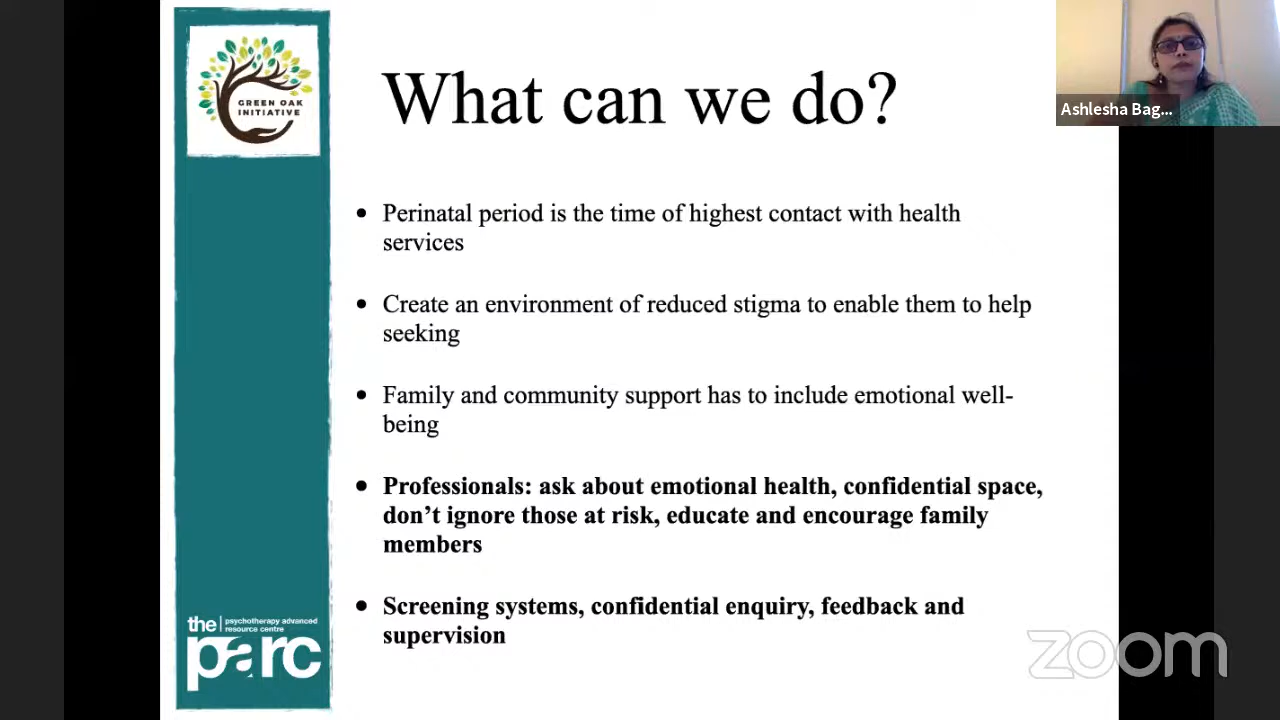 GREEN OAK
INITIATIVE
What can we do?
Ashlesha Bag...
• Perinatal period is the time of highest contact with health
services
• Create an environment of reduced stigma to enable them to help
seeking
• Family and community support has to include emotional well-
being
• Professionals: ask about emotional health, confidential space,
don’t ignore those at risk, educate and encourage family
members
• Screening systems, confidential enquiry, feedback and
supervision
the | psychotherapy advanced
resource centre
parc
zoom